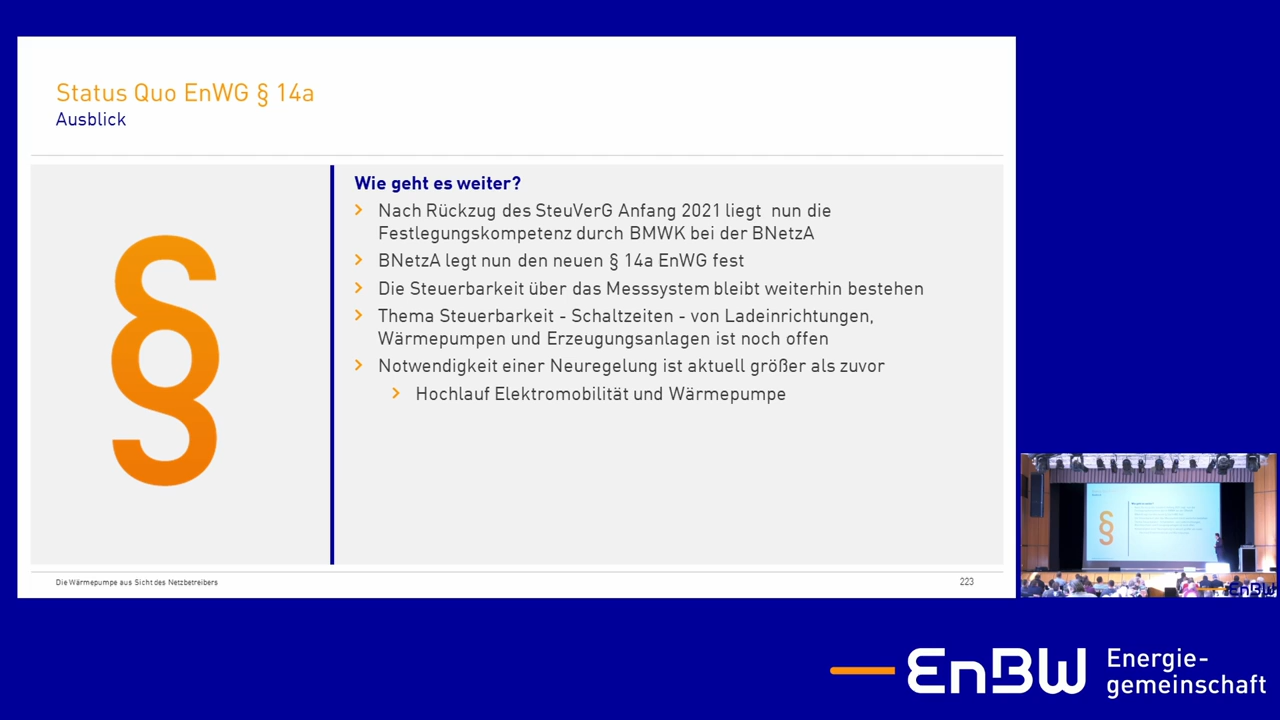 Status Quo EnWG § 14a
Ausblick
§
Wie geht es weiter?
Nach Rückzug des SteuVerG Anfang 2021 liegt nun die
Festlegungskompetenz durch BMWK bei der BNetzA
BNetzA legt nun den neuen § 14a EnWG fest
Die Steuerbarkeit über das Messsystem bleibt weiterhin bestehen
Thema Steuerbarkeit - Schaltzeiten - von Ladeinrichtungen,
Wärmepumpen und Erzeugungsanlagen ist noch offen
Notwendigkeit einer Neuregelung ist aktuell größer als zuvor
Hochlauf Elektromobilität und Wärmepumpe
Die Wärmepumpe aus Sicht des Netzbetreibers
223
§
EnBW
EnBW
Energie-
gemeinschaft